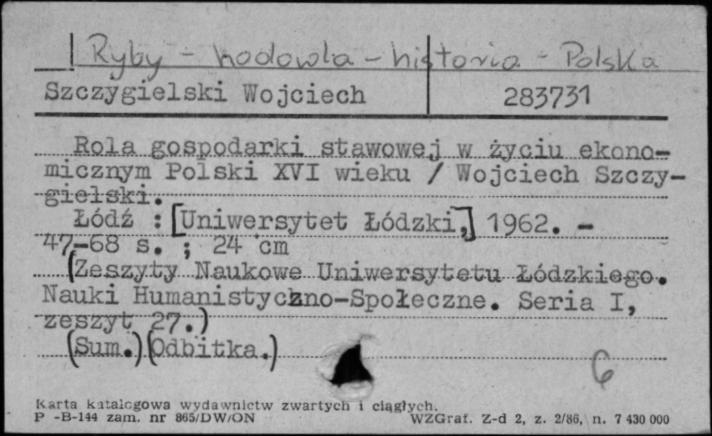 Ryby - hodowla - historia - Polska
Szczygielski Wojciech 283731
Rola gospodarki stawowej w życiu ekono-
micznym Polski XVI wieku / Wojciech Szczy-
gielski.
Łódź : [Uniwersytet Łódzki,] 1962. -
47-68 s. ; 24 cm
(Zeszyty Naukowe Uniwersytetu Łódzkiego.
Nauki Humanistyczno-Społeczne. Seria I,
zeszyt 27.)
(Sum.)(Odbitka.)
6
Karta katalogowa wydawnictw zwartych i ciągłych.
P -B-144 zam. nr 865/DW/ON WZGraf. Z-d 2, z. 2/86, n. 7 430 000